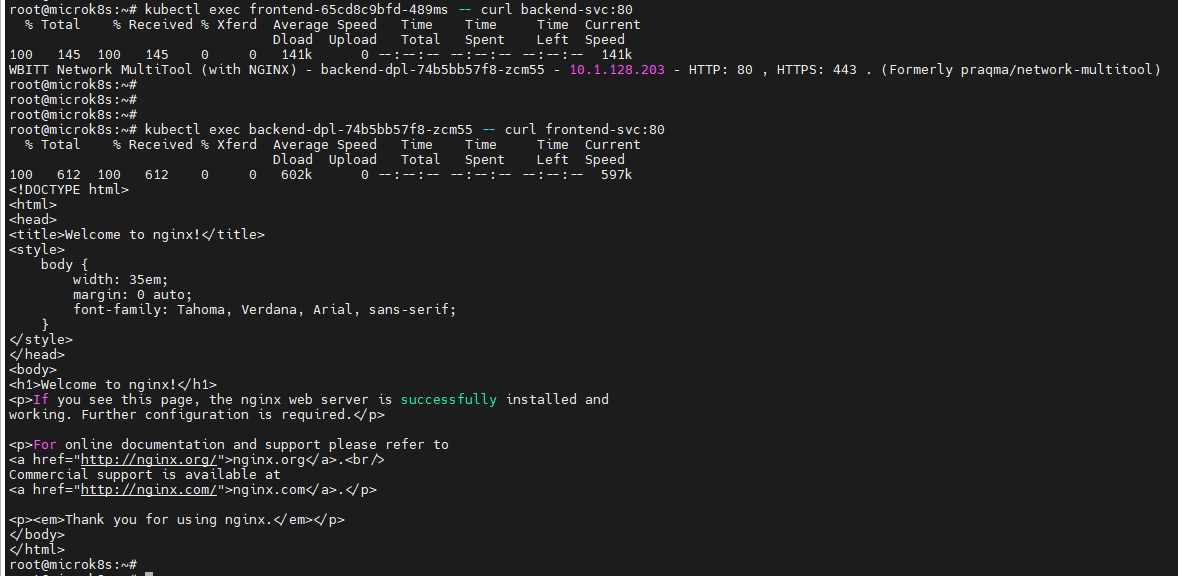 root@microk8s:~# kubectl exec frontend-65cd8c9bfd-489ms -- curl backend-svc:80
  % Total    % Received % Xferd  Average Speed   Time    Time     Time  Current
                                 Dload  Upload   Total   Spent    Left  Speed
100   145  100   145    0     0   141k      0 --:--:-- --:--:-- --:--:--  141k
WBITT Network MultiTool (with NGINX) - backend-dpl-74b5bb57f8-zcm55 - 10.1.128.203 - HTTP: 80 , HTTPS: 443 . (Formerly praqma/network-multitool)
root@microk8s:~#
root@microk8s:~#
root@microk8s:~#
root@microk8s:~# kubectl exec backend-dpl-74b5bb57f8-zcm55 -- curl frontend-svc:80
  % Total    % Received % Xferd  Average Speed   Time    Time     Time  Current
                                 Dload  Upload   Total   Spent    Left  Speed
100   612  100   612    0     0   602k      0 --:--:-- --:--:-- --:--:--  597k
<!DOCTYPE html>
<html>
<head>
<title>Welcome to nginx!</title>
<style>
    body {
        width: 35em;
        margin: 0 auto;
        font-family: Tahoma, Verdana, Arial, sans-serif;
    }
</style>
</head>
<body>
<h1>Welcome to nginx!</h1>
<p>If you see this page, the nginx web server is successfully installed and
working. Further configuration is required.</p>

<p>For online documentation and support please refer to
<a href="http://nginx.org/">nginx.org</a>.<br/>
Commercial support is available at
<a href="http://nginx.com/">nginx.com</a>.</p>

<p><em>Thank you for using nginx.</em></p>
</body>
</html>
root@microk8s:~#